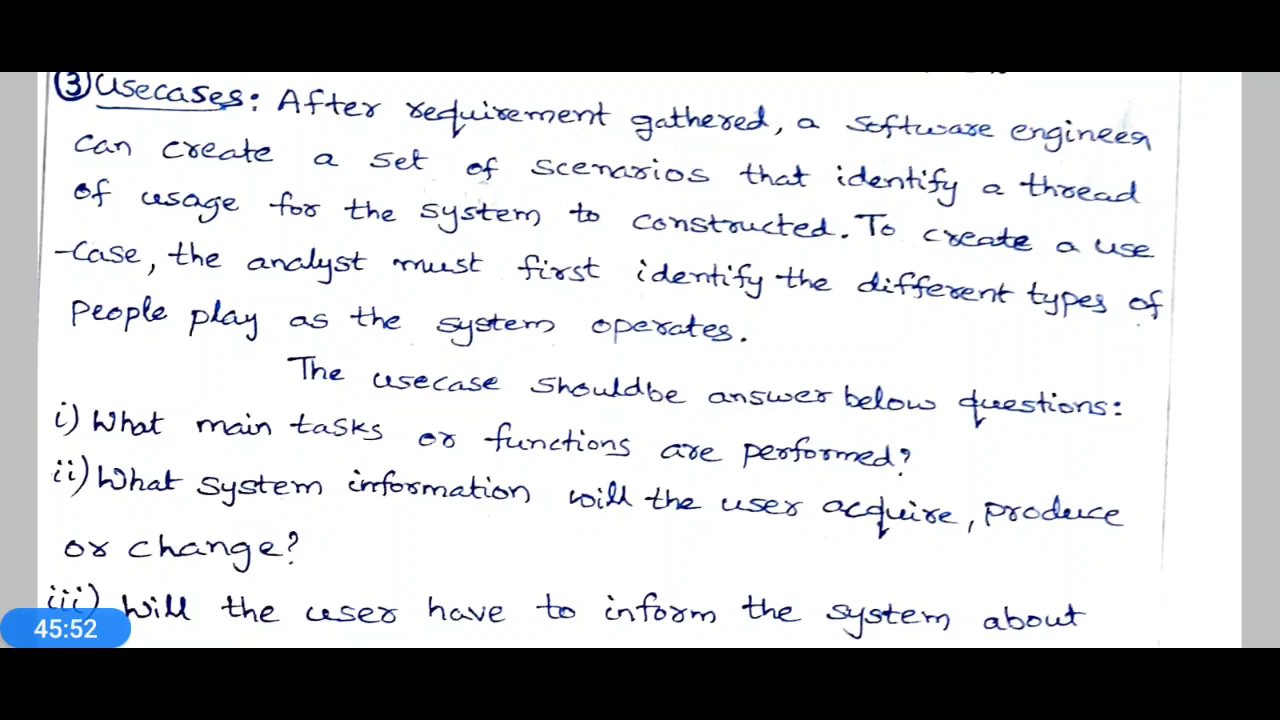 ③ Usecases: After requirement gathered, a software engineer
can create a set of scenarios that identify a thread
of usage for the system to constructed. To create a use
-case, the analyst must first identify the different types of
People play as the system operates.
The usecase shouldbe answer below questions:
i) What main tasks or functions are performed?
ii) What system information will the user acquire, produce
or change?
iii) Will the user have to inform the system about
45:52